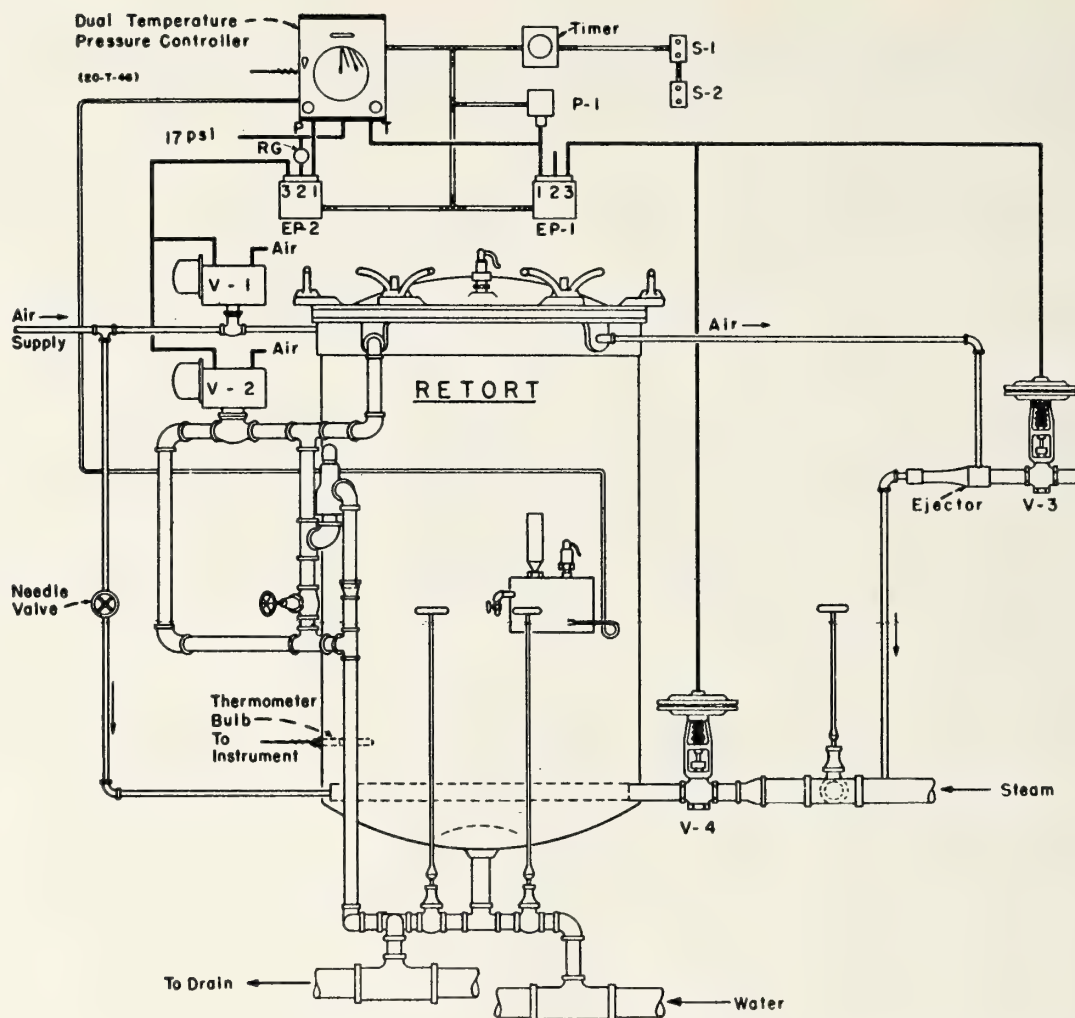 Dual Temperature
Pressure Controller
(20-T-46)
Timer
S-1
S-2
P-1
17 psi
P
T
RG
3 2 1
EP-2
1 2 3
EP-1
Air
V-1
Air
Supply
Air
Air
V-2
RETORT
Ejector
V-3
Needle
Valve
Thermometer
Bulb
To
Instrument
Steam
V-4
To Drain
Water